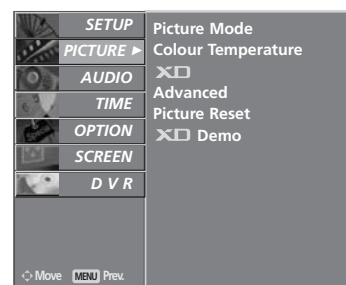 SETUP
PICTURE ►
AUDIO
TIME
OPTION
SCREEN
D V R
Move MENU Prev.
Picture Mode
Colour Temperature
XD
Advanced
Picture Reset
XD Demo